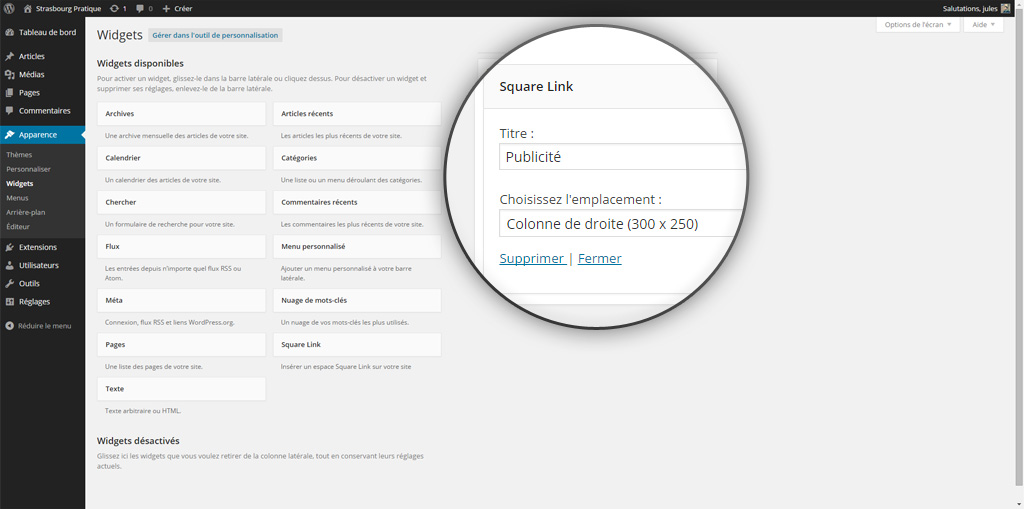 Strasbourg Pratique 1 0 Créer Salutations, jules
Tableau de bord
Articles
Médias
Pages
Commentaires
Apparence
Thèmes
Personnaliser
Widgets
Menus
Arrière-plan
Éditeur
Extensions
Utilisateurs
Outils
Réglages
Réduire le menu
Options de l'écran
Aide
Widgets
Gérer dans l'outil de personnalisation
Widgets disponibles
Pour activer un widget, glissez-le dans la barre latérale ou cliquez dessus. Pour désactiver un widget et
supprimer ses réglages, enlevez-le de la barre latérale.
Archives
Une archive mensuelle des articles de votre site.
Articles récents
Les articles les plus récents de votre site.
Calendrier
Un calendrier des articles de votre site.
Catégories
Une liste ou un menu déroulant des catégories.
Chercher
Un formulaire de recherche pour votre site.
Commentaires récents
Les commentaires les plus récents de votre site.
Flux
Les entrées depuis n'importe quel flux RSS ou
Atom.
Menu personnalisé
Ajouter un menu personnalisé à votre barre
latérale.
Méta
Connexion, flux RSS et liens WordPress.org.
Nuage de mots-clés
Un nuage de vos mots-clés les plus utilisés.
Pages
Une liste des pages de votre site.
Square Link
Insérer un espace Square Link sur votre site
Texte
Texte arbitraire ou HTML.
Widgets désactivés
Glissez ici les widgets que vous voulez retirer de la colonne latérale, tout en conservant leurs réglages
actuels.
Square Link
Titre :
Publicité
Choisissez l'emplacement :
Colonne de droite (300 x 250)
Supprimer | Fermer